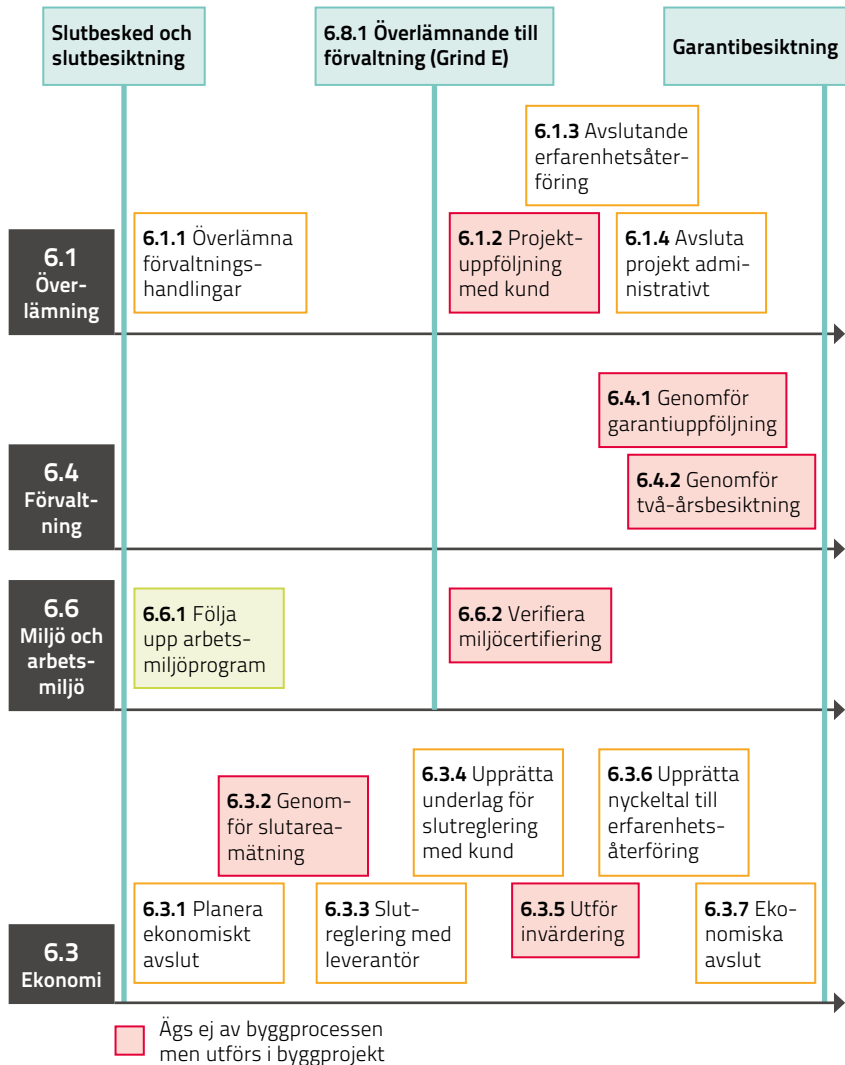 Slutbesked och
slutbesiktning
6.8.1 Överlämnande till
förvaltning (Grind E)
Garantibesiktning
6.1
Över-
lämning
6.1.1 Överlämna
förvaltnings-
handlingar
6.1.2 Projekt-
uppföljning
med kund
6.1.3 Avslutande
erfarenhetsåter-
föring
6.1.4 Avsluta
projekt admi-
nistrativt
6.4
Förvalt-
ning
6.4.1 Genomför
garantiuppföljning
6.4.2 Genomför
två-årsbesiktning
6.6
Miljö och
arbets-
miljö
6.6.1 Följa
upp arbets-
miljöprogram
6.6.2 Verifiera
miljöcertifiering
6.3
Ekonomi
6.3.1 Planera
ekonomiskt
avslut
6.3.2 Genom-
för slutarea-
mätning
6.3.3 Slut-
reglering med
leverantör
6.3.4 Upprätta
underlag för
slutreglering
med kund
6.3.5 Utför
invärdering
6.3.6 Upprätta
nyckeltal till
erfarenhets-
återföring
6.3.7 Eko-
nomiska
avslut
Ägs ej av byggprocessen
men utförs i byggprojekt